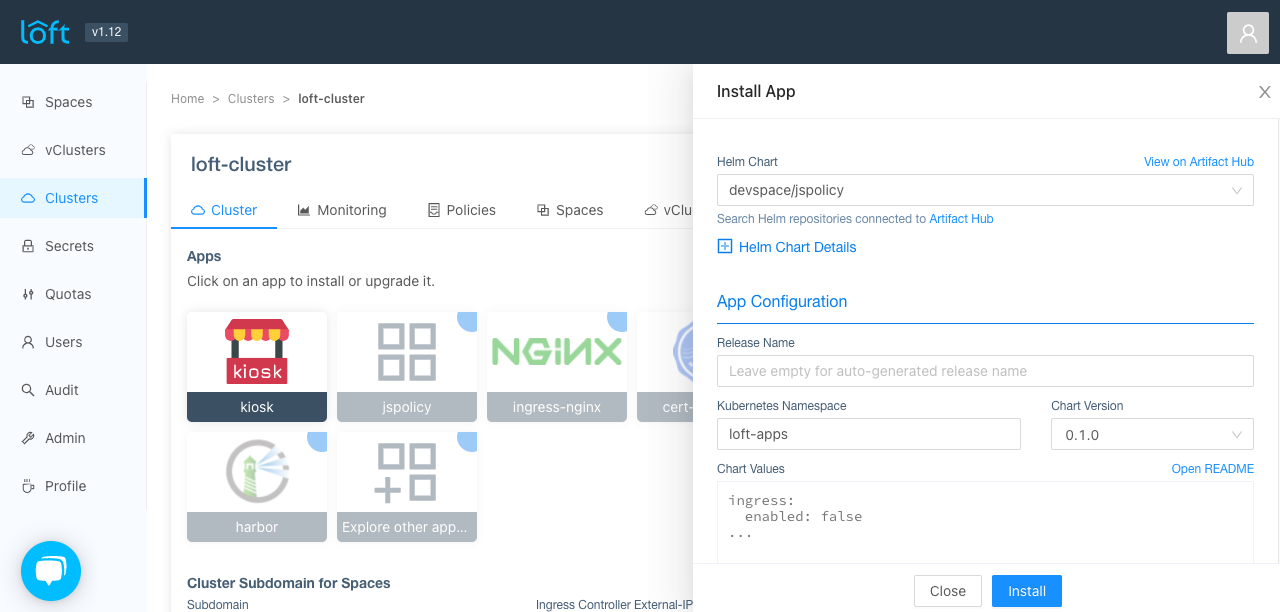 loft
v1.12
Spaces
vClusters
Clusters
Secrets
Quotas
Users
Audit
Admin
Profile
Home > Clusters > loft-cluster
loft-cluster
Cluster
Monitoring
Policies
Spaces
vClu
Apps
Click on an app to install or upgrade it.
kiosk
kiosk
jspolicy
NGINX
ingress-nginx
cert-
harbor
Explore other app...
Cluster Subdomain for Spaces
Subdomain
Ingress Controller External-IP
Install App
Helm Chart
View on Artifact Hub
devspace/jspolicy
Search Helm repositories connected to Artifact Hub
Helm Chart Details
App Configuration
Release Name
Leave empty for auto-generated release name
Kubernetes Namespace
Chart Version
loft-apps
0.1.0
Chart Values
Open README
ingress:
  enabled: false
...
Close
Install